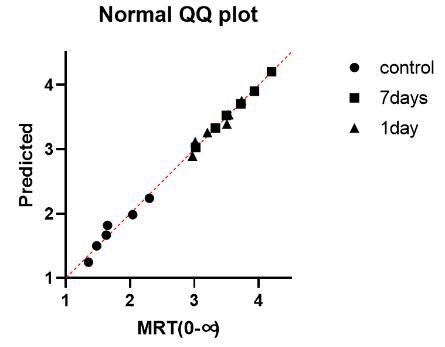 Normal QQ plot
control
7days
1day
Predicted
4
3
2
1
1 2 3 4
MRT(0-∞)